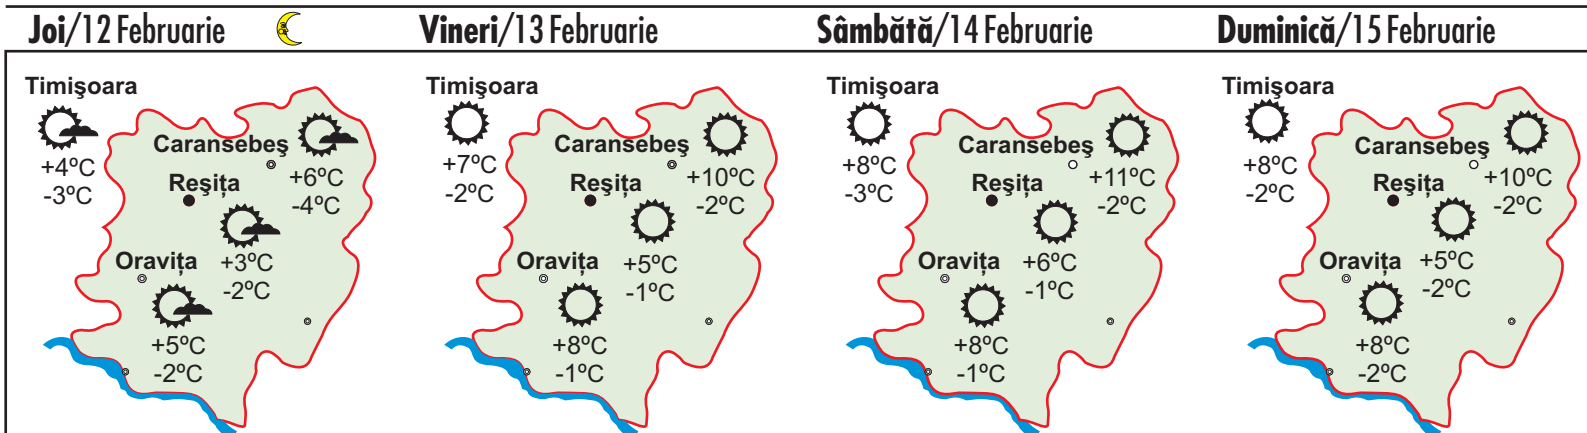 Joi/12 Februarie
Timişoara
+4ºC
-3ºC
Caransebeş
+6ºC
-4ºC
Reşiţa
+3ºC
-2ºC
Oraviţa
+5ºC
-2ºC
Vineri/13 Februarie
Timişoara
+7ºC
-2ºC
Caransebeş
+10ºC
-2ºC
Reşiţa
+5ºC
-1ºC
Oraviţa
+8ºC
-1ºC
Sâmbătă/14 Februarie
Timişoara
+8ºC
-3ºC
Caransebeş
+11ºC
-2ºC
Reşiţa
+6ºC
-1ºC
Oraviţa
+8ºC
-1ºC
Duminică/15 Februarie
Timişoara
+8ºC
-2ºC
Caransebeş
+10ºC
-2ºC
Reşiţa
+5ºC
-2ºC
Oraviţa
+8ºC
-2ºC